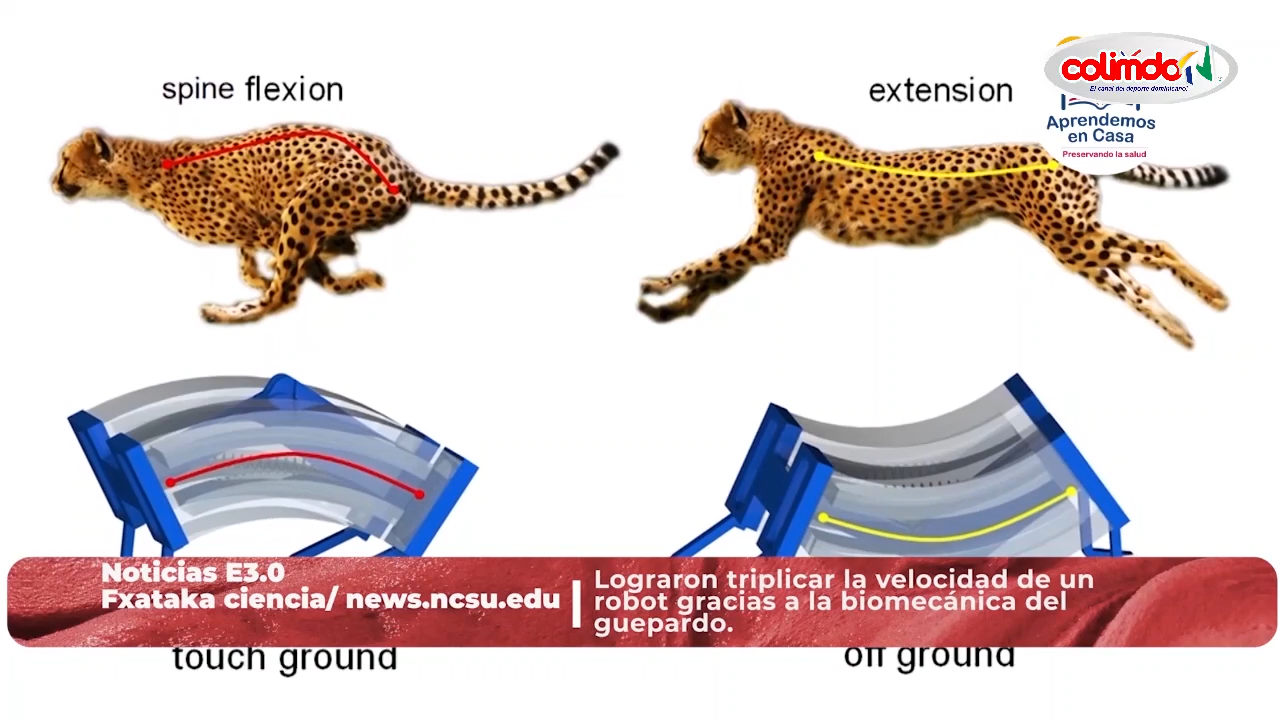 spine flexion
extension
colimdo
El canal del deporte dominicano!
Aprendemos
en Casa
Preservando la salud
Noticias E3.0
Fxataka ciencia/ news.ncsu.edu
Lograron triplicar la velocidad de un
robot gracias a la biomecánica del
guepardo.
touch ground
off ground